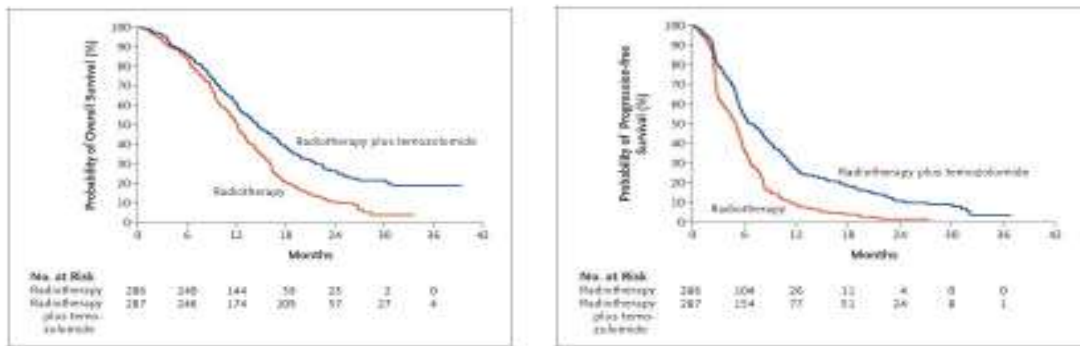 Probability of Overall Survival (%)
100
90
80
70
60
50
40
30
20
10
0
Radiotherapy plus temozolomide
Radiotherapy
0 6 12 18 24 30 36 42
Months
No. at Risk
Radiotherapy 286 240 144 59 23 2 0
Radiotherapy 287 246 174 109 57 27 4
plus temo-
zolomide
Probability of Progression-free
Survival (%)
100
90
80
70
60
50
40
30
20
10
0
Radiotherapy plus temozolomide
Radiotherapy
0 6 12 18 24 30 36 42
Months
No. at Risk
Radiotherapy 286 104 26 11 4 0 0
Radiotherapy 287 154 77 51 24 8 1
plus temo-
zolomide